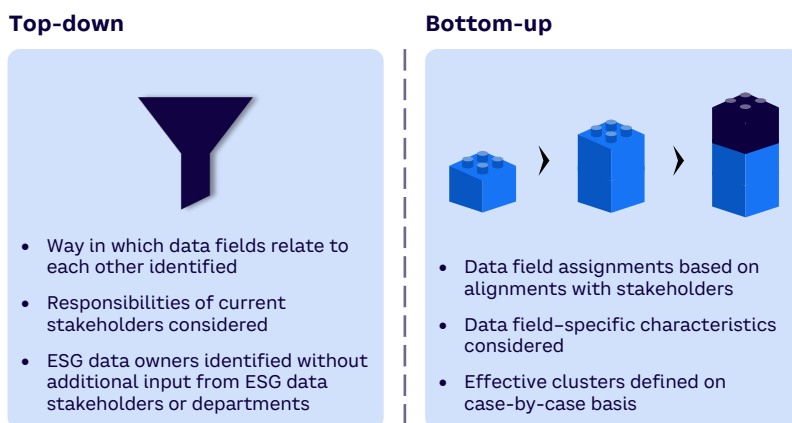 Top-down
• Way in which data fields relate to
each other identified
• Responsibilities of current
stakeholders considered
• ESG data owners identified without
additional input from ESG data
stakeholders or departments
Bottom-up
• Data field assignments based on
alignments with stakeholders
• Data field–specific characteristics
considered
• Effective clusters defined on
case-by-case basis